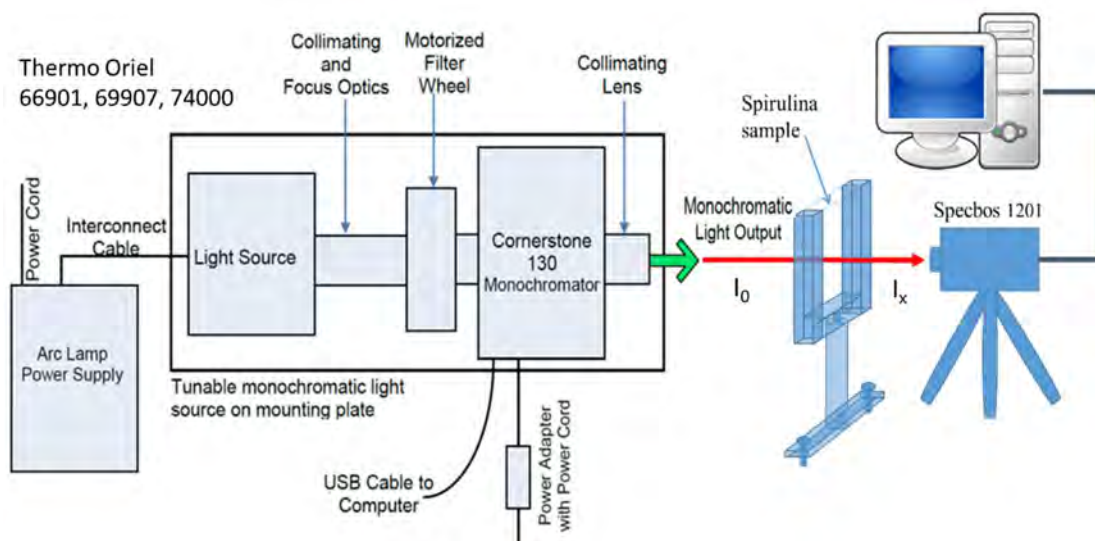 Thermo Oriel
66901, 69907, 74000
Collimating
and
Focus Optics
Motorized
Filter
Wheel
Collimating
Lens
Spirulina
sample
Power Cord
Interconnect
Cable
Light Source
Cornerstone
130
Monochromator
Monochromatic
Light Output
Specbos 1201
I0
Ix
Arc Lamp
Power Supply
Tunable monochromatic light
source on mounting plate
USB Cable to
Computer
Power Adapter
with Power Cord